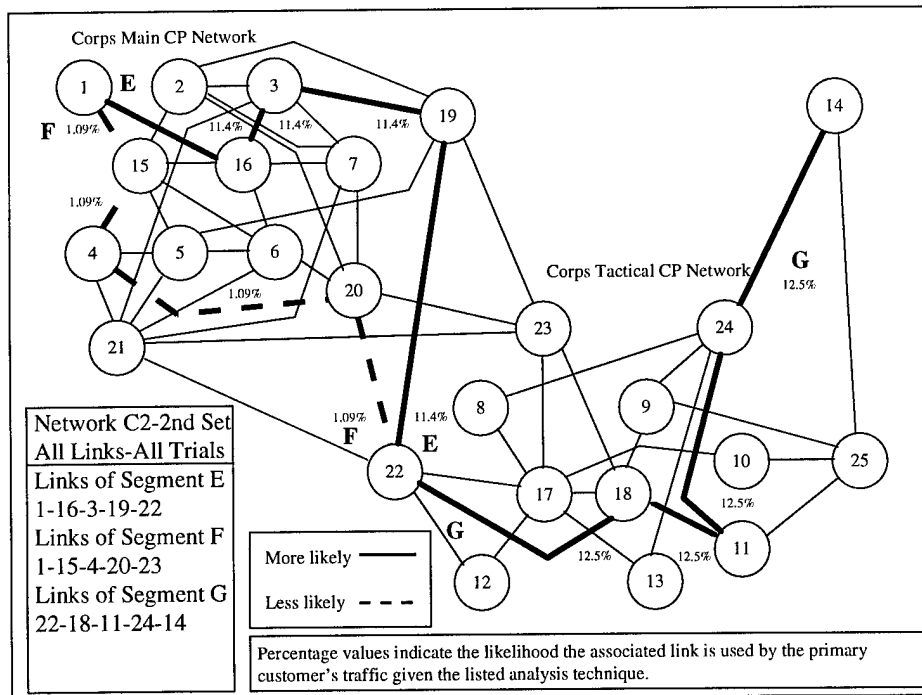 Corps Main CP Network
1
E
2
3
19
14
F
1.09%
11.4%
11.4%
11.4%
15
16
7
1.09%
4
5
6
1.09%
20
Corps Tactical CP Network
G
12.5%
21
23
24
8
9
1.09%
F
11.4%
E
22
10
25
17
18
12.5%
G
11
12
12.5%
13
12.5%
Network C2-2nd Set
All Links-All Trials
Links of Segment E
1-16-3-19-22
Links of Segment F
1-15-4-20-23
Links of Segment G
22-18-11-24-14
More likely
Less likely
Percentage values indicate the likelihood the associated link is used by the primary
customer's traffic given the listed analysis technique.